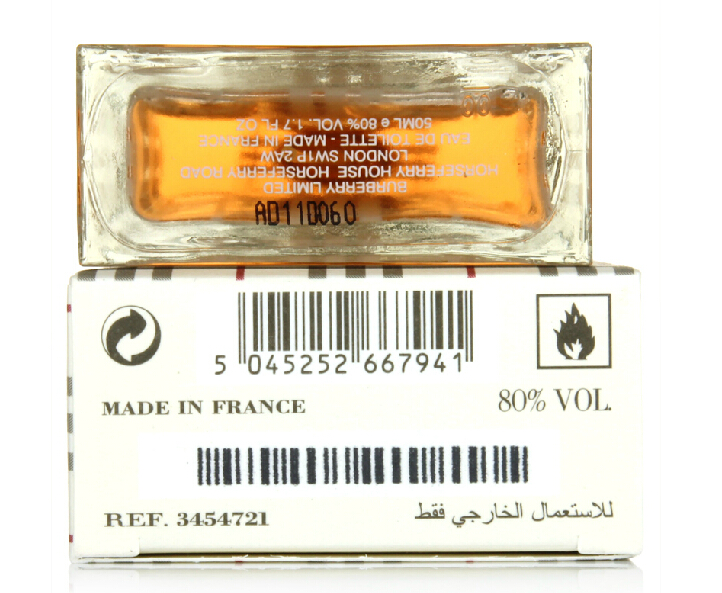 50ML e 80% VOL. 1.7 FL OZ
EAU DE TOILETTE - MADE IN FRANCE
LONDON SW1P 2AW
HORSEFERRY HOUSE HORSEFERRY ROAD
BURBERRY LIMITED
AD11D060
5 045252 667941
MADE IN FRANCE
80% VOL.
REF. 3454721
للاستعمال الخارجي فقط